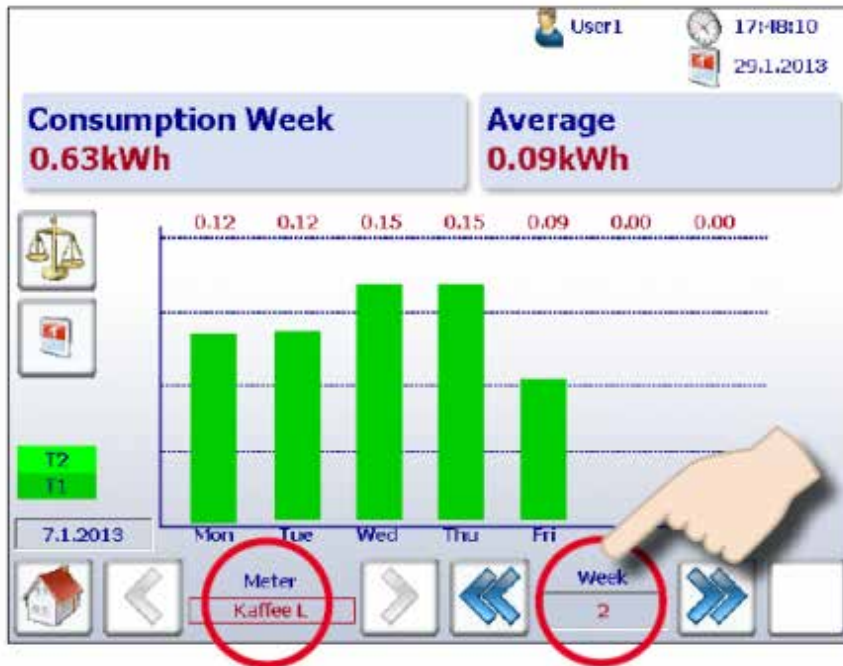 User1
17:48:10
29.1.2013
Consumption Week
0.63kWh
Average
0.09kWh
0.12 0.12 0.15 0.15 0.09 0.00 0.00
T2
T1
7.1.2013
Mon Tue Wed Thu Fri
Meter
Kaffee L
Week
2